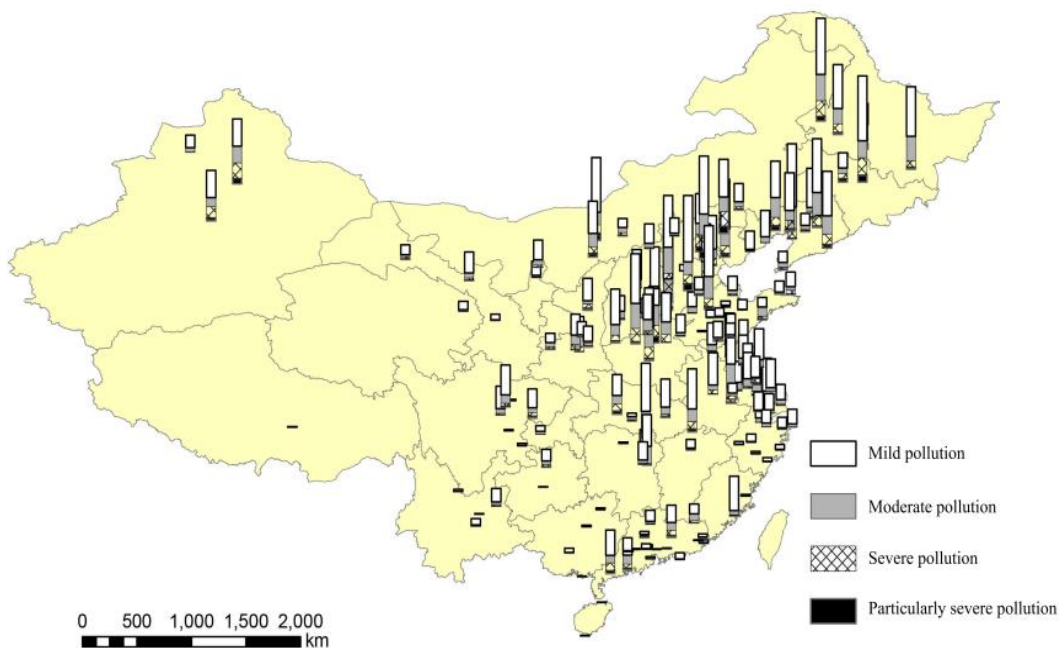 Mild pollution
Moderate pollution
Severe pollution
Particularly severe pollution
0 500 1,000 1,500 2,000
km